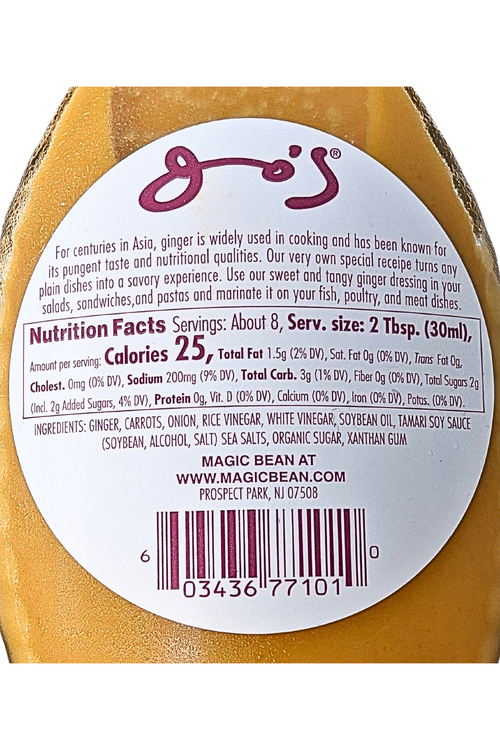 Jo's®
For centuries in Asia, ginger is widely used in cooking and has been known for
its pungent taste and nutritional qualities. Our very own special receipe turns any
plain dishes into a savory experience. Use our sweet and tangy ginger dressing in your
salads, sandwiches,and pastas and marinate it on your fish, poultry, and meat dishes.
Nutrition Facts Servings: About 8, Serv. size: 2 Tbsp. (30ml),
Amount per serving: Calories 25, Total Fat 1.5g (2% DV), Sat. Fat 0g (0% DV), Trans Fat 0g,
Cholest. 0mg (0% DV), Sodium 200mg (9% DV), Total Carb. 3g (1% DV), Fiber 0g (0% DV), Total Sugars 2g
(Incl. 2g Added Sugars, 4% DV), Protein 0g, Vit. D (0% DV), Calcium (0% DV), Iron (0% DV), Potas. (0% DV).
INGREDIENTS: GINGER, CARROTS, ONION, RICE VINEGAR, WHITE VINEGAR, SOYBEAN OIL, TAMARI SOY SAUCE
(SOYBEAN, ALCOHOL, SALT) SEA SALTS, ORGANIC SUGAR, XANTHAN GUM
MAGIC BEAN AT
WWW.MAGICBEAN.COM
PROSPECT PARK, NJ 07508
6 03436 77101 0